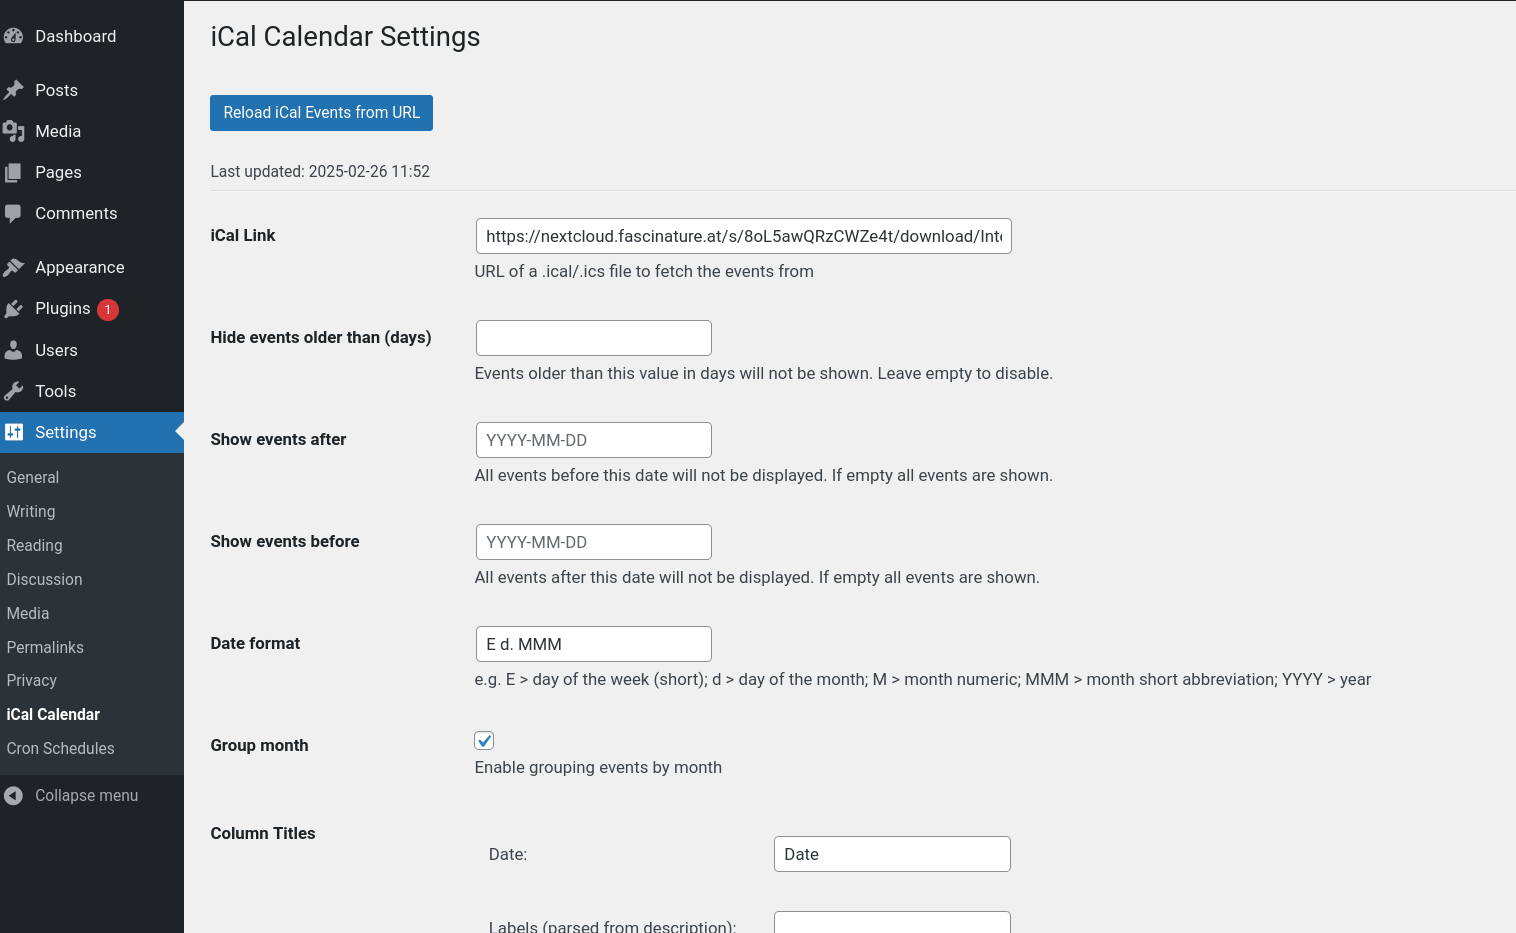 Dashboard
Posts
Media
Pages
Comments
Appearance
Plugins 1
Users
Tools
Settings
General
Writing
Reading
Discussion
Media
Permalinks
Privacy
iCal Calendar
Cron Schedules
Collapse menu
iCal Calendar Settings
Reload iCal Events from URL
Last updated: 2025-02-26 11:52
iCal Link
https://nextcloud.fascinature.at/s/8oL5awQRzCWZe4t/download/Int
URL of a .ical/.ics file to fetch the events from
Hide events older than (days)
Events older than this value in days will not be shown. Leave empty to disable.
Show events after
YYYY-MM-DD
All events before this date will not be displayed. If empty all events are shown.
Show events before
YYYY-MM-DD
All events after this date will not be displayed. If empty all events are shown.
Date format
E d. MMM
e.g. E > day of the week (short); d > day of the month; M > month numeric; MMM > month short abbreviation; YYYY > year
Group month
Enable grouping events by month
Column Titles
Date:
Date
Labels (parsed from description):